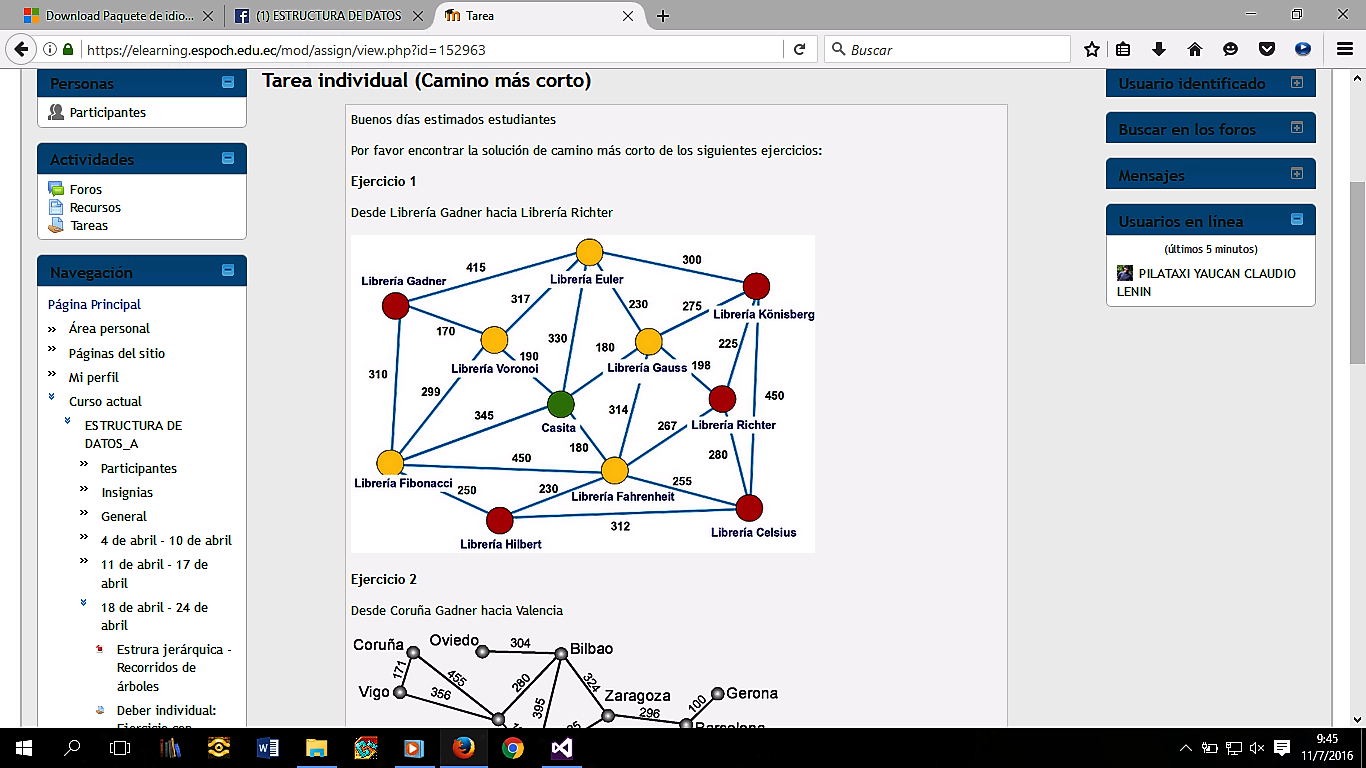 Download Paquete de idio...
(1) ESTRUCTURA DE DATOS
Tarea
https://elearning.espoch.edu.ec/mod/assign/view.php?id=152963
Buscar
Personas
Participantes
Actividades
Foros
Recursos
Tareas
Navegación
Página Principal
Área personal
Páginas del sitio
Mi perfil
Curso actual
ESTRUCTURA DE
DATOS_A
Participantes
Insignias
General
4 de abril - 10 de abril
11 de abril - 17 de
abril
18 de abril - 24 de
abril
Estrura jerárquica -
Recorridos de
árboles
Deber individual:
Ejercicio con
Tarea individual (Camino más corto)
Buenos días estimados estudiantes
Por favor encontrar la solución de camino más corto de los siguientes ejercicios:
Ejercicio 1
Desde Librería Gadner hacia Librería Richter
415
300
Librería Gadner
Librería Euler
317
230
275
Librería Könisberg
170
330
190
180
225
Librería Voronoi
Librería Gauss
198
310
299
345
314
450
Casita
267
Librería Richter
180
280
450
Librería Fibonacci
250
230
Librería Fahrenheit
255
312
Librería Hilbert
Librería Celsius
Ejercicio 2
Desde Coruña Gadner hacia Valencia
Coruña
Oviedo
304
Bilbao
171
455
280
324
Vigo
356
395
Zaragoza
296
100
Gerona
Barcelona
Usuario identificado
Buscar en los foros
Mensajes
Usuarios en línea
(últimos 5 minutos)
PILATAXI YAUCAN CLAUDIO
LENIN
9:45
11/7/2016